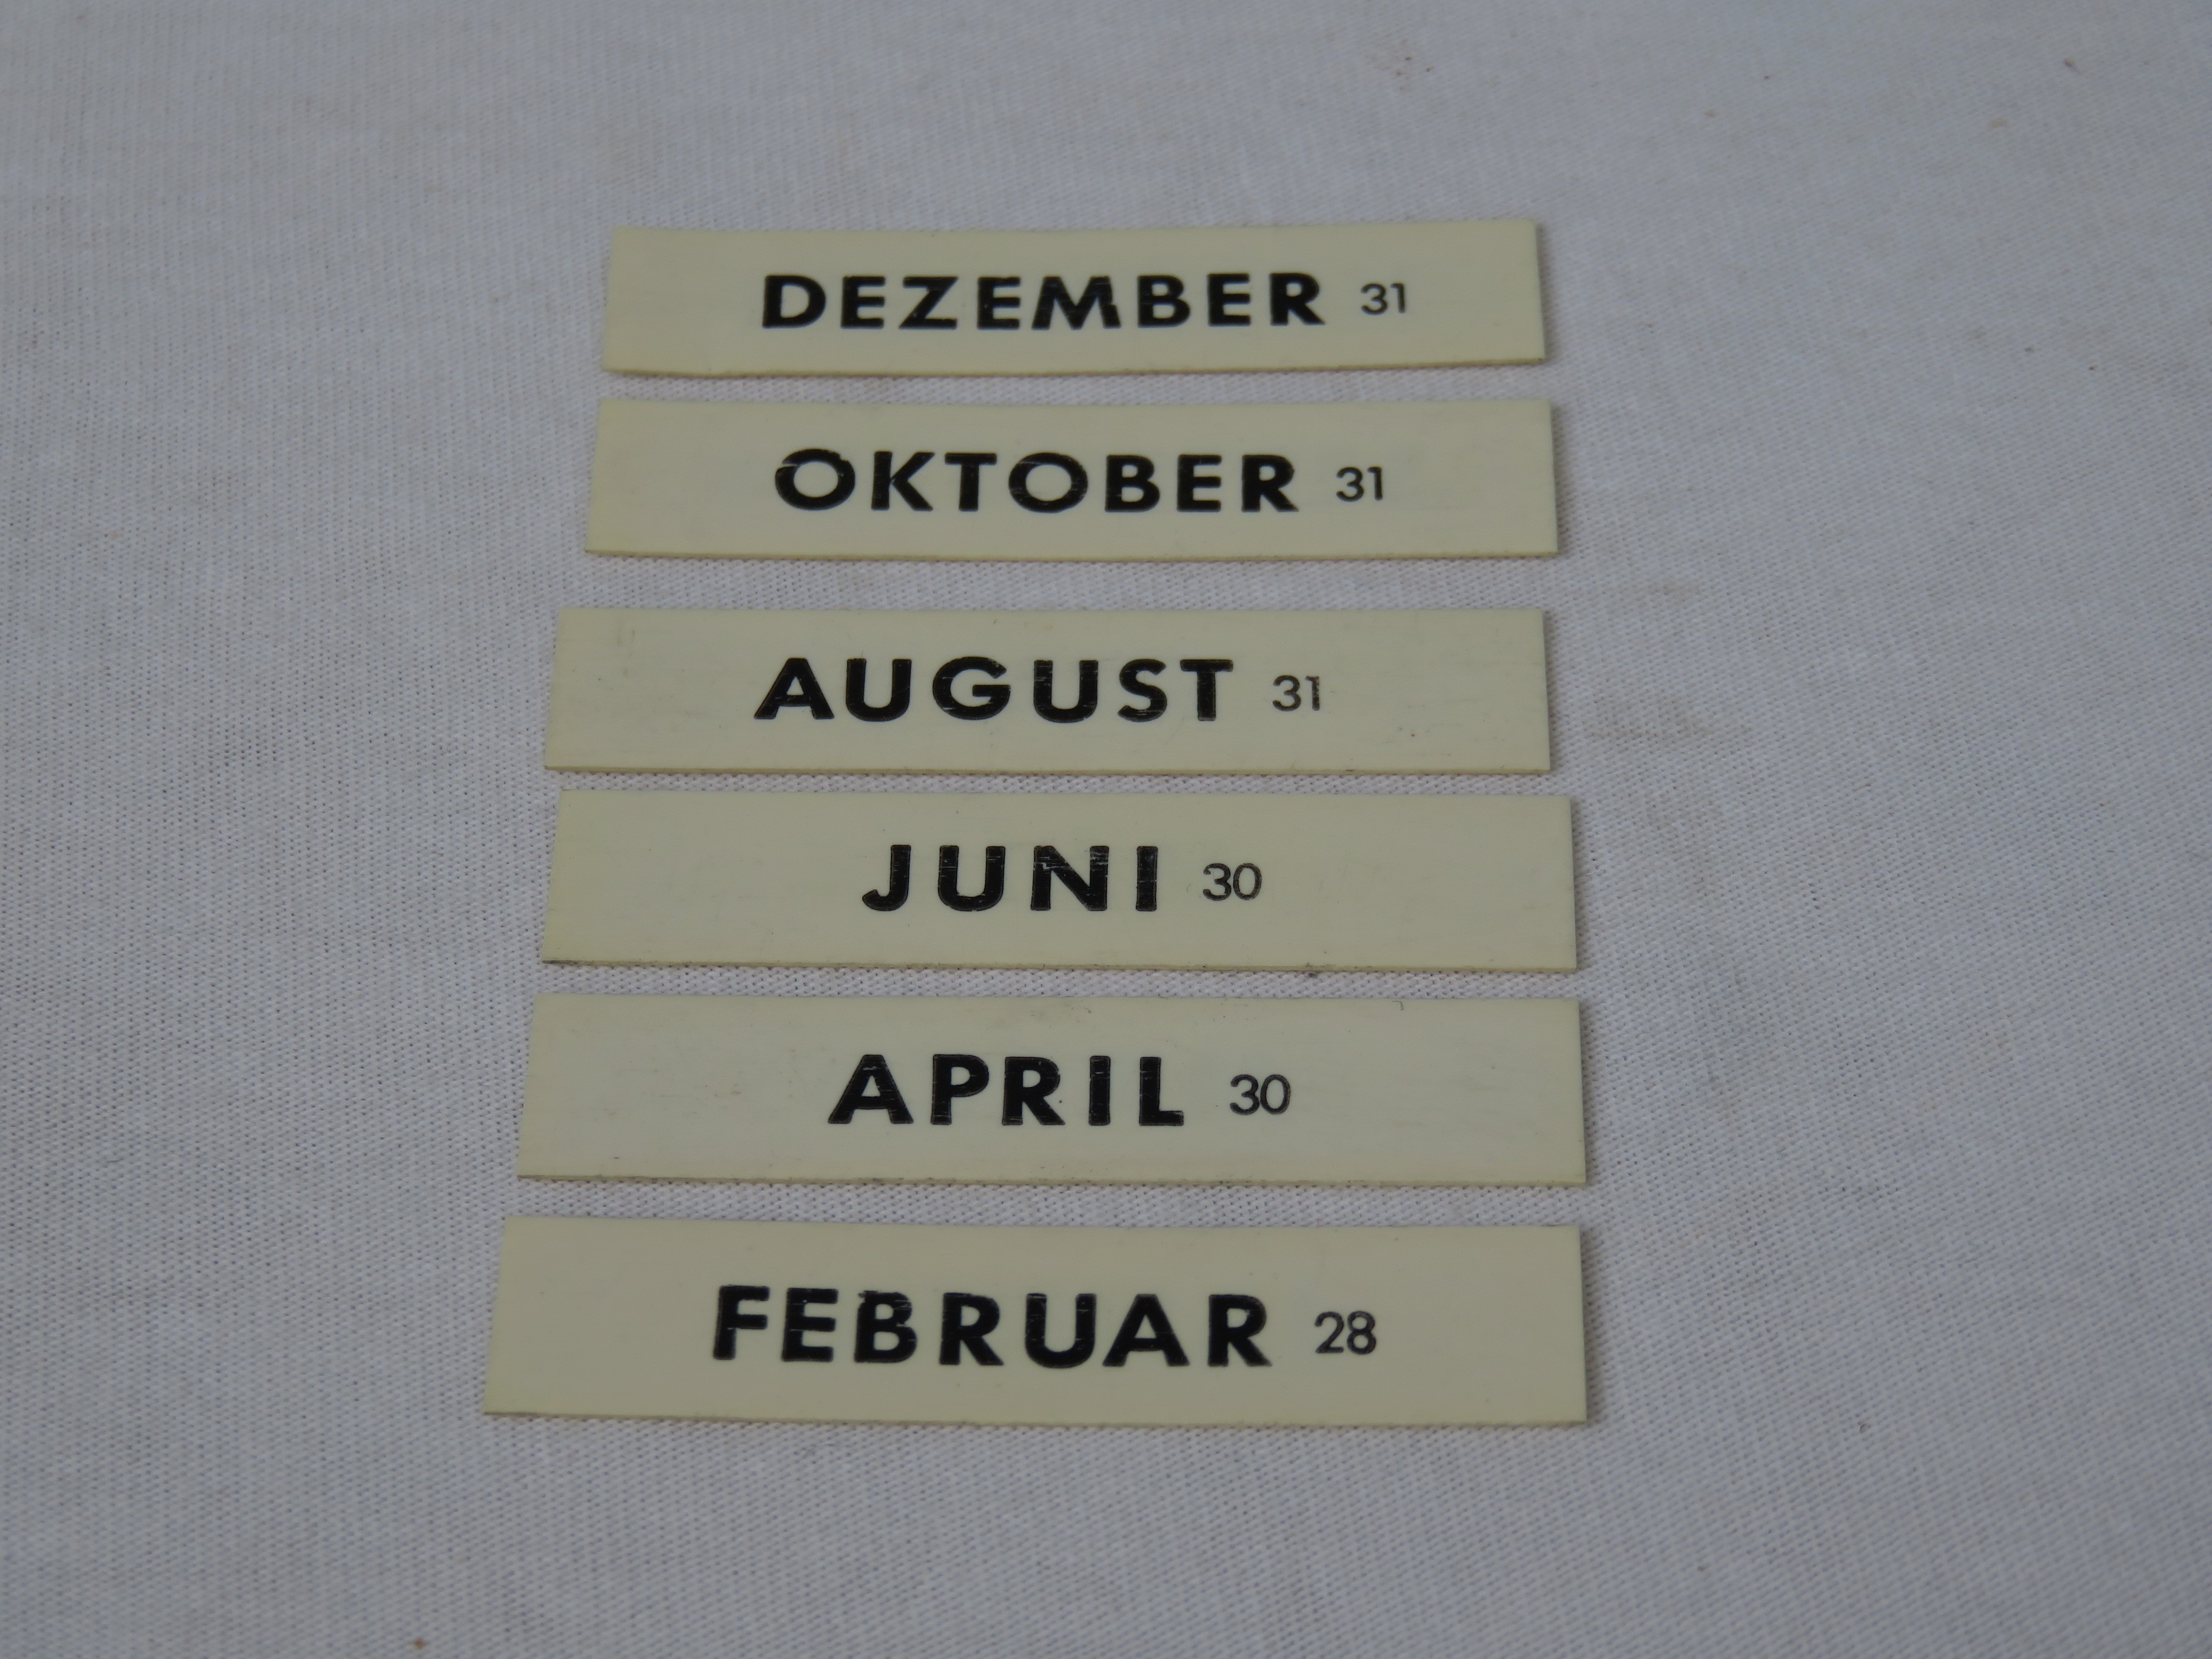 DEZEMBER 31
OKTOBER 31
AUGUST 31
JUNI 30
APRIL 30
FEBRUAR 28